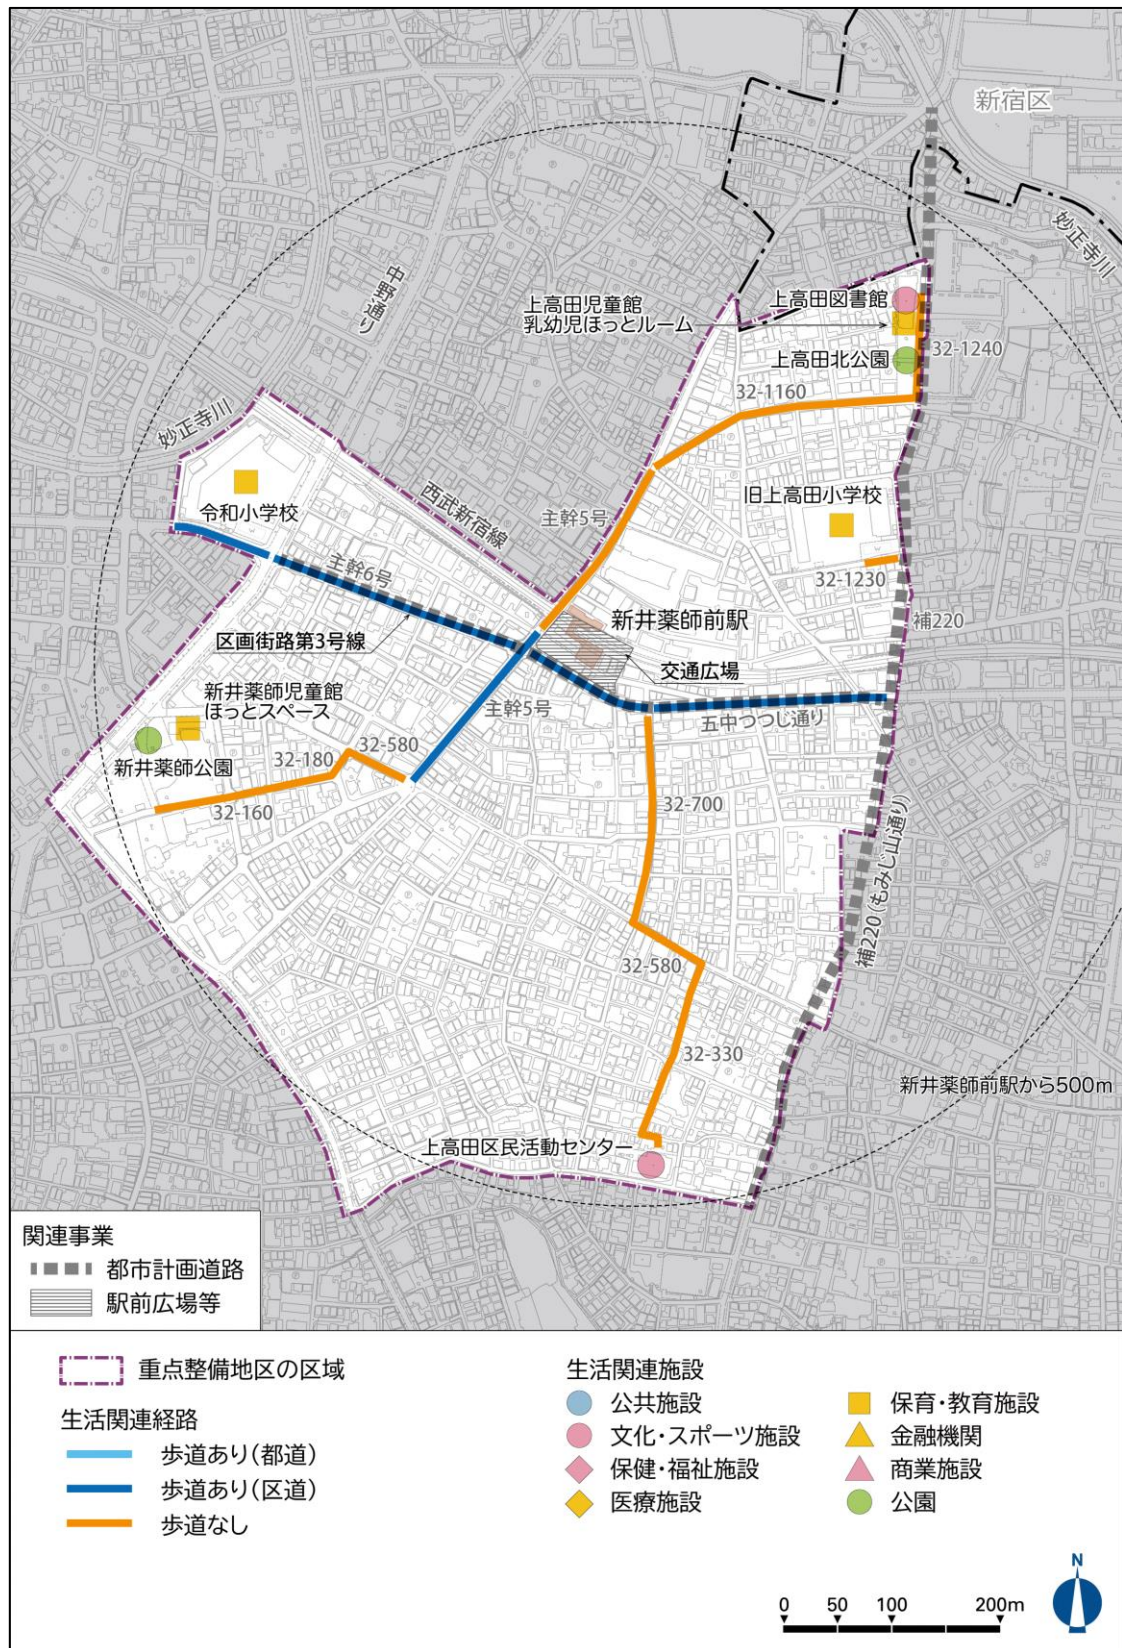 新宿区
妙正寺川
中野通り
上高田児童館
乳幼児ほっとルーム
上高田図書館
上高田北公園
32-1240
32-1160
妙正寺川
西武新宿線
令和小学校
主幹5号
旧上高田小学校
32-1230
主幹6号
区画街路第3号線
新井薬師前駅
交通広場
補220
新井薬師児童館
ほっとスペース
主幹5号
五中つつじ通り
新井薬師公園
32-180
32-580
32-160
32-700
補220(もみじ山通り)
32-580
32-330
新井薬師前駅から500m
上高田区民活動センター
関連事業
都市計画道路
駅前広場等
重点整備地区の区域
生活関連経路
歩道あり(都道)
歩道あり(区道)
歩道なし
生活関連施設
公共施設
文化・スポーツ施設
保健・福祉施設
医療施設
保育・教育施設
金融機関
商業施設
公園
N
0 50 100 200m